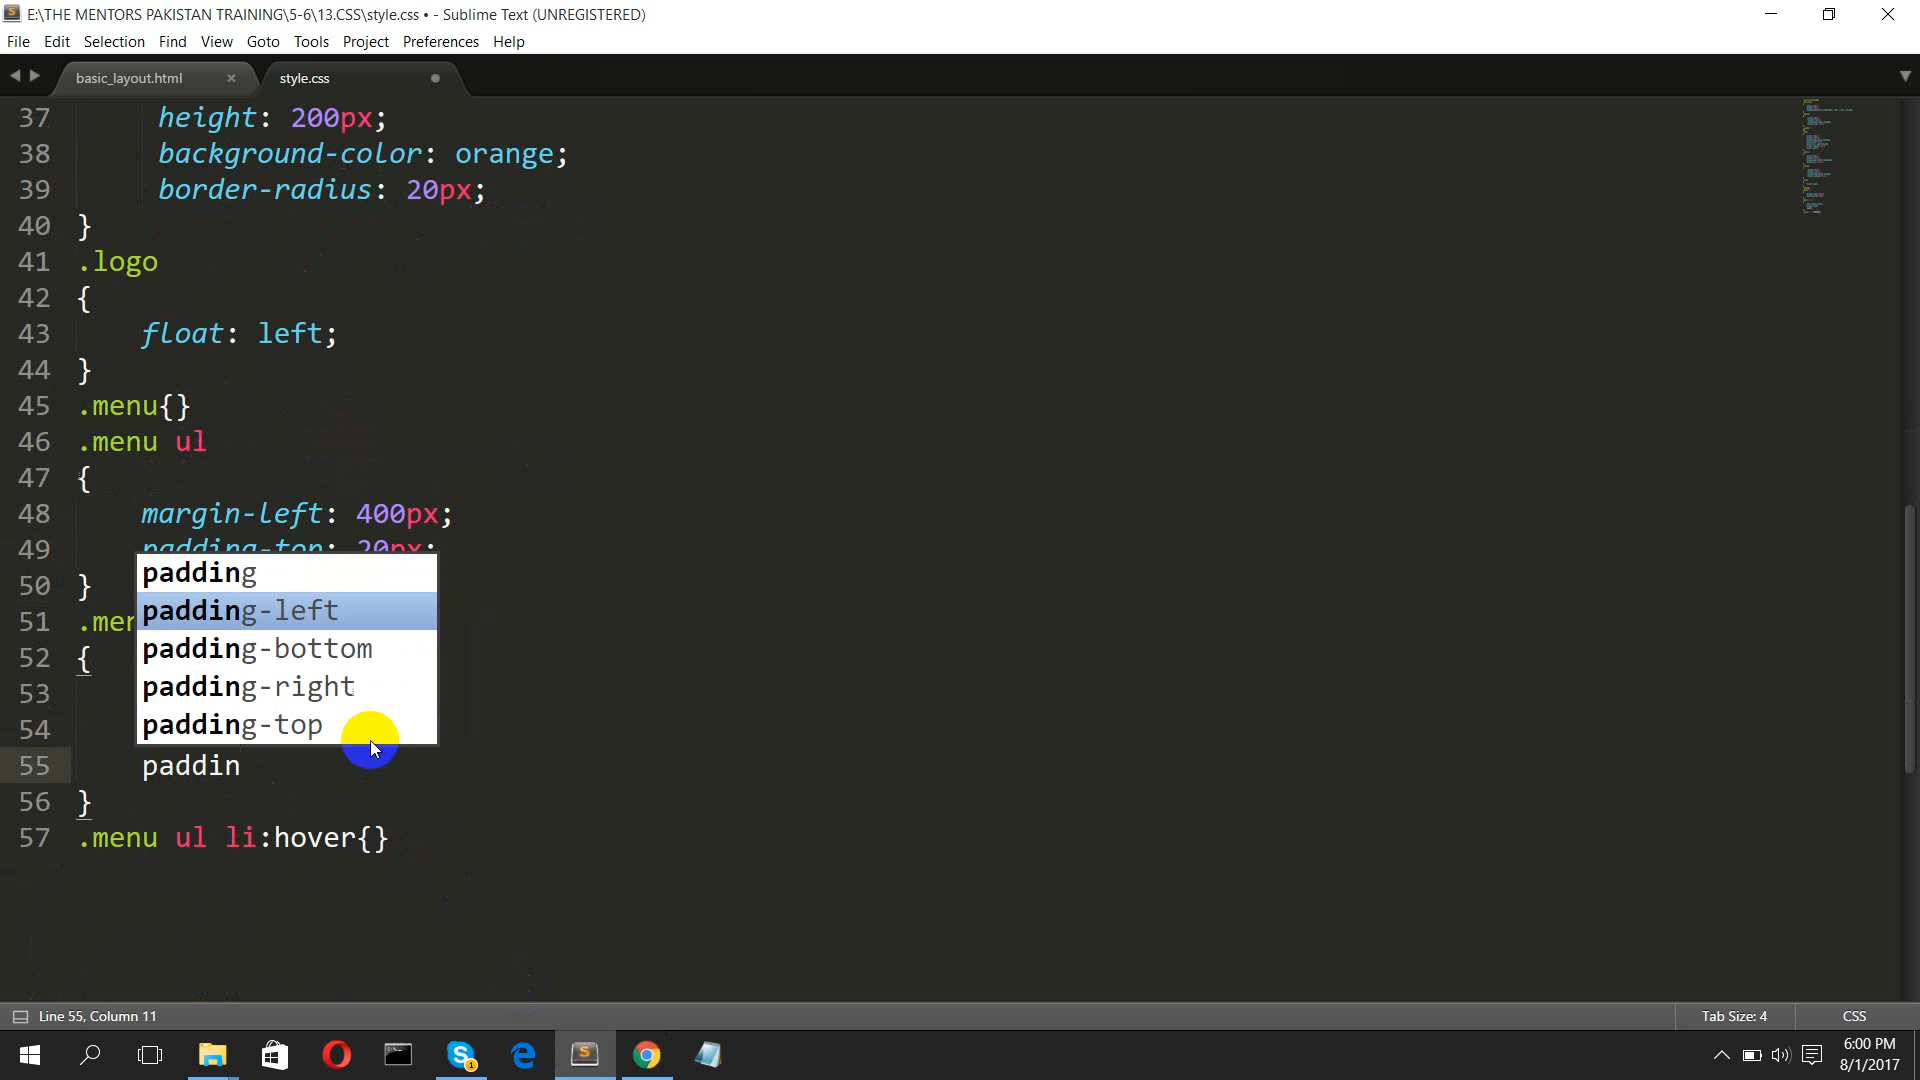 E:\THE MENTORS PAKISTAN TRAINING\5-6\13.CSS\style.css • - Sublime Text (UNREGISTERED)
File Edit Selection Find View Goto Tools Project Preferences Help
basic_layout.html × style.css
37 height: 200px;
38 background-color: orange;
39 border-radius: 20px;
40 }
41 .logo
42 {
43 float: left;
44 }
45 .menu{}
46 .menu ul
47 {
48 margin-left: 400px;
49 padding-top: 20px;
50 }
51
52 {
53
54
55 paddin
56 }
57 .menu ul li:hover{}
padding
padding-left
padding-bottom
padding-right
padding-top
Line 55, Column 11 Tab Size: 4 CSS
6:00 PM
8/1/2017